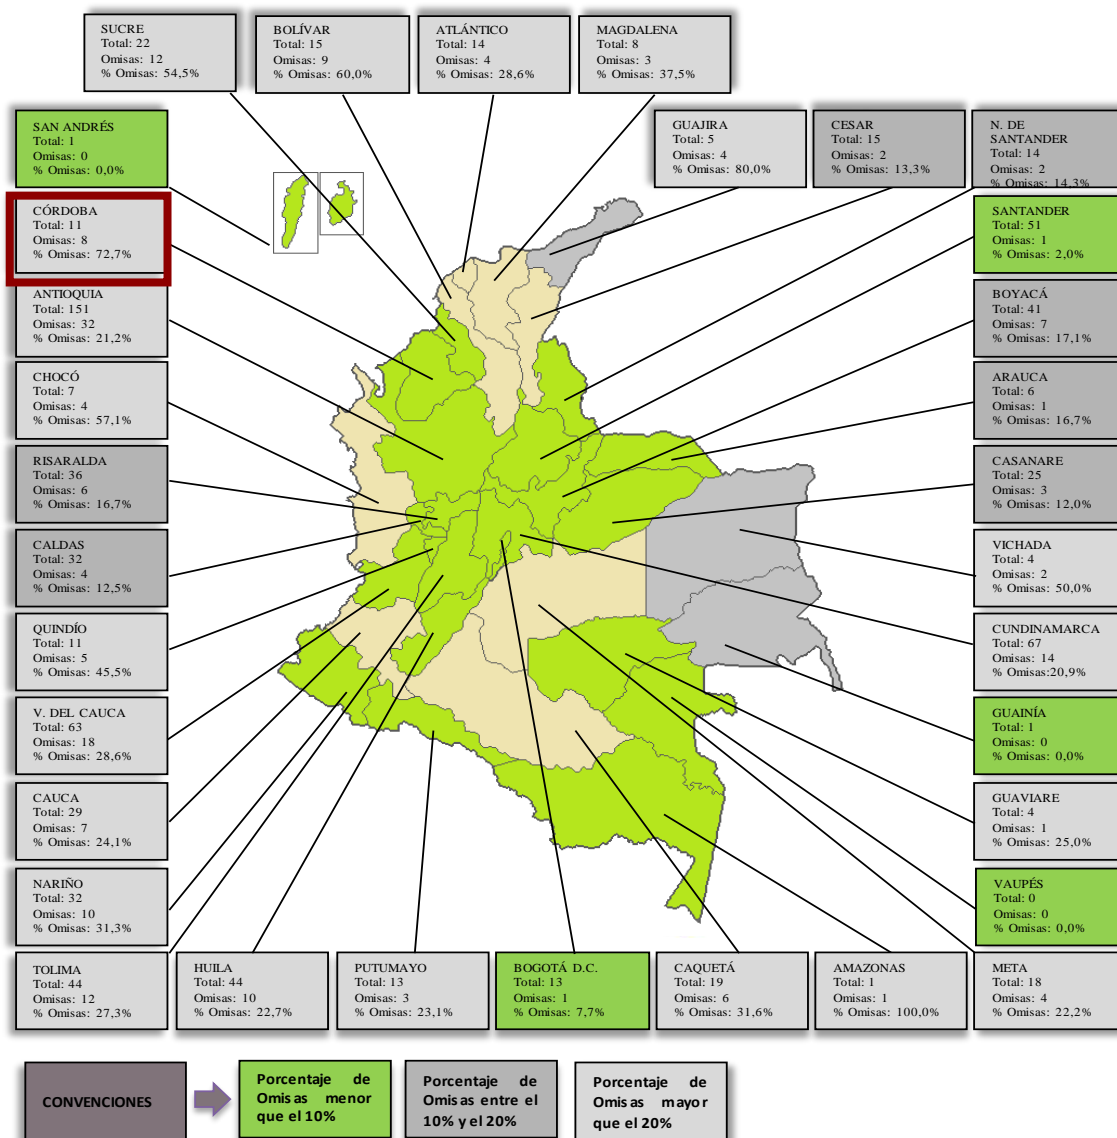 SUCRE
Total: 22
Omisas: 12
% Omisas: 54,5%
BOLÍVAR
Total: 15
Omisas: 9
% Omisas: 60,0%
ATLÁNTICO
Total: 14
Omisas: 4
% Omisas: 28,6%
MAGDALENA
Total: 8
Omisas: 3
% Omisas: 37,5%
SAN ANDRÉS
Total: 1
Omisas: 0
% Omisas: 0,0%
GUAJIRA
Total: 5
Omisas: 4
% Omisas: 80,0%
CESAR
Total: 15
Omisas: 2
% Omisas: 13,3%
N. DE
SANTANDER
Total: 14
Omisas: 2
% Omisas: 14,3%
CÓRDOBA
Total: 11
Omisas: 8
% Omisas: 72,7%
SANTANDER
Total: 51
Omisas: 1
% Omisas: 2,0%
ANTIOQUIA
Total: 151
Omisas: 32
% Omisas: 21,2%
BOYACÁ
Total: 41
Omisas: 7
% Omisas: 17,1%
CHOCÓ
Total: 7
Omisas: 4
% Omisas: 57,1%
ARAUCA
Total: 6
Omisas: 1
% Omisas: 16,7%
RISARALDA
Total: 36
Omisas: 6
% Omisas: 16,7%
CASANARE
Total: 25
Omisas: 3
% Omisas: 12,0%
CALDAS
Total: 32
Omisas: 4
% Omisas: 12,5%
VICHADA
Total: 4
Omisas: 2
% Omisas: 50,0%
QUINDÍO
Total: 11
Omisas: 5
% Omisas: 45,5%
CUNDINAMARCA
Total: 67
Omisas: 14
% Omisas:20,9%
V. DEL CAUCA
Total: 63
Omisas: 18
% Omisas: 28,6%
GUAINÍA
Total: 1
Omisas: 0
% Omisas: 0,0%
CAUCA
Total: 29
Omisas: 7
% Omisas: 24,1%
GUAVIARE
Total: 4
Omisas: 1
% Omisas: 25,0%
NARIÑO
Total: 32
Omisas: 10
% Omisas: 31,3%
VAUPÉS
Total: 0
Omisas: 0
% Omisas: 0,0%
TOLIMA
Total: 44
Omisas: 12
% Omisas: 27,3%
HUILA
Total: 44
Omisas: 10
% Omisas: 22,7%
PUTUMAYO
Total: 13
Omisas: 3
% Omisas: 23,1%
BOGOTÁ D.C.
Total: 13
Omisas: 1
% Omisas: 7,7%
CAQUETÁ
Total: 19
Omisas: 6
% Omisas: 31,6%
AMAZONAS
Total: 1
Omisas: 1
% Omisas: 100,0%
META
Total: 18
Omisas: 4
% Omisas: 22,2%
CONVENCIONES
Porcentaje de
Omisas menor
que el 10%
Porcentaje de
Omisas entre el
10% y el 20%
Porcentaje de
Omisas mayor
que el 20%